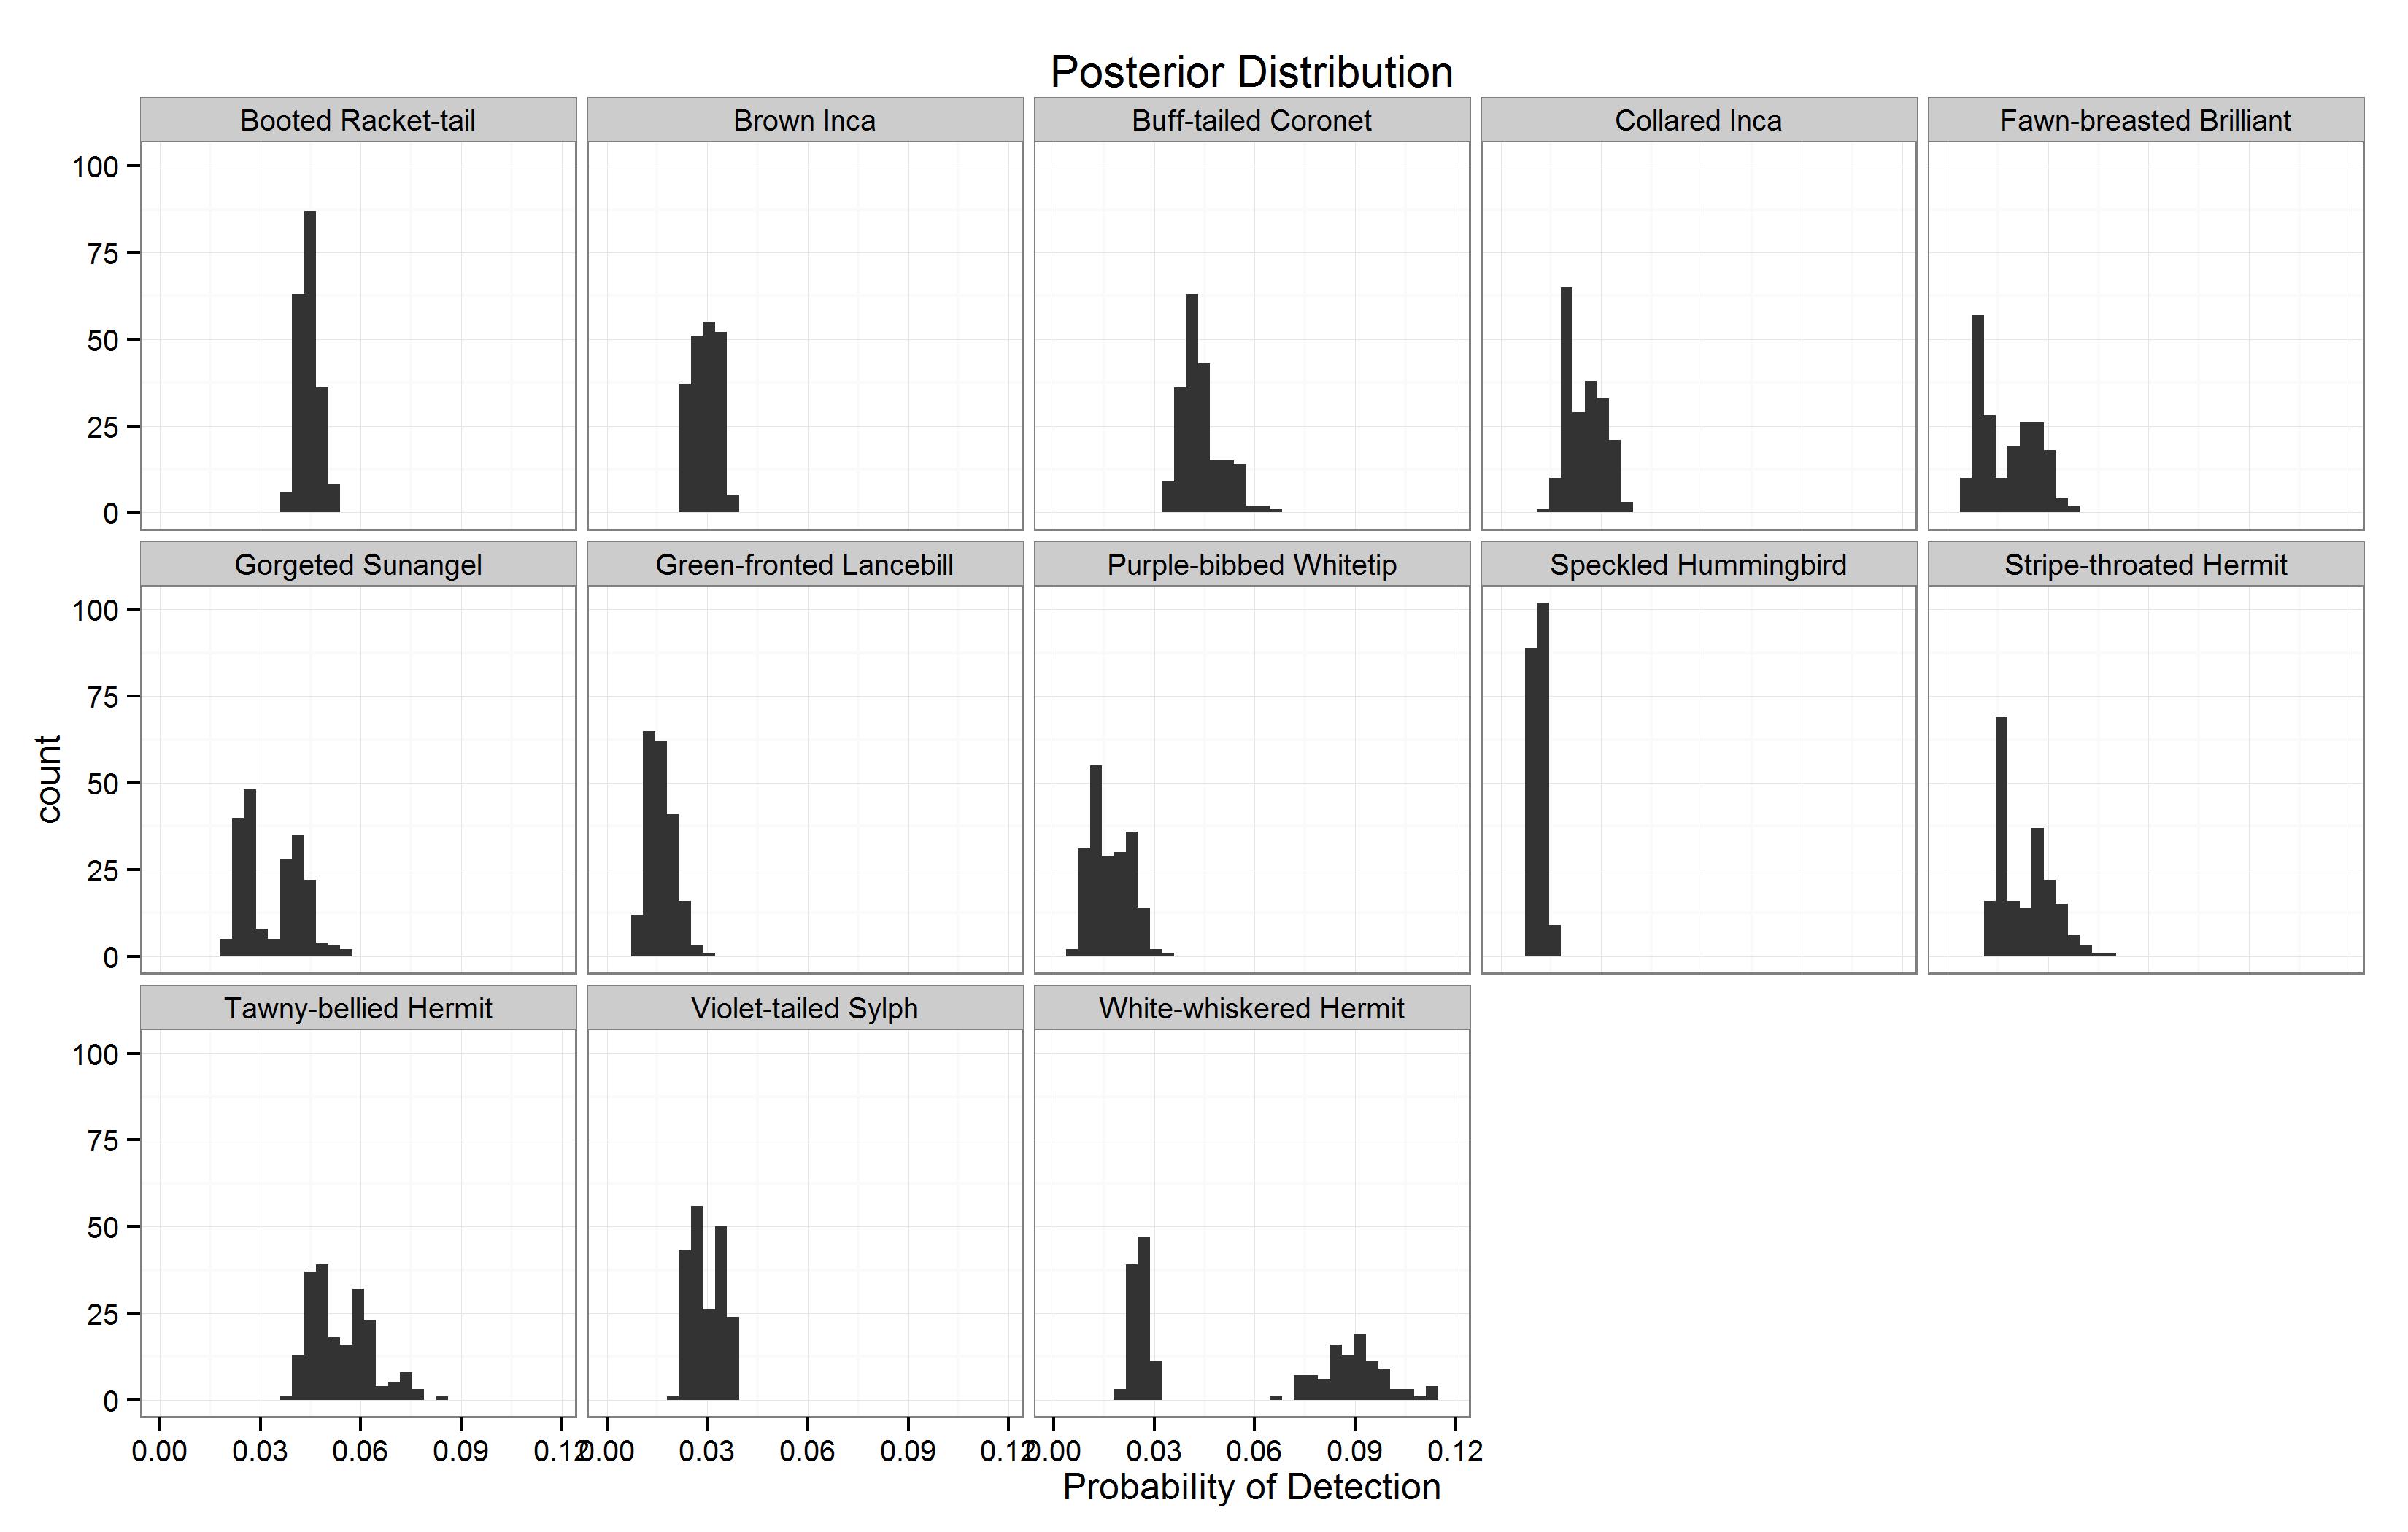 Posterior Distribution
Booted Racket-tail Brown Inca Buff-tailed Coronet Collared Inca Fawn-breasted Brilliant
100
75
50
25
0
Gorgeted Sunangel Green-fronted Lancebill Purple-bibbed Whitetip Speckled Hummingbird Stripe-throated Hermit
100
75
50
25
0
count
Tawny-bellied Hermit Violet-tailed Sylph White-whiskered Hermit
100
75
50
25
0
0.00 0.03 0.06 0.09 0.12 0.00 0.03 0.06 0.09 0.12 0.00 0.03 0.06 0.09 0.12
Probability of Detection